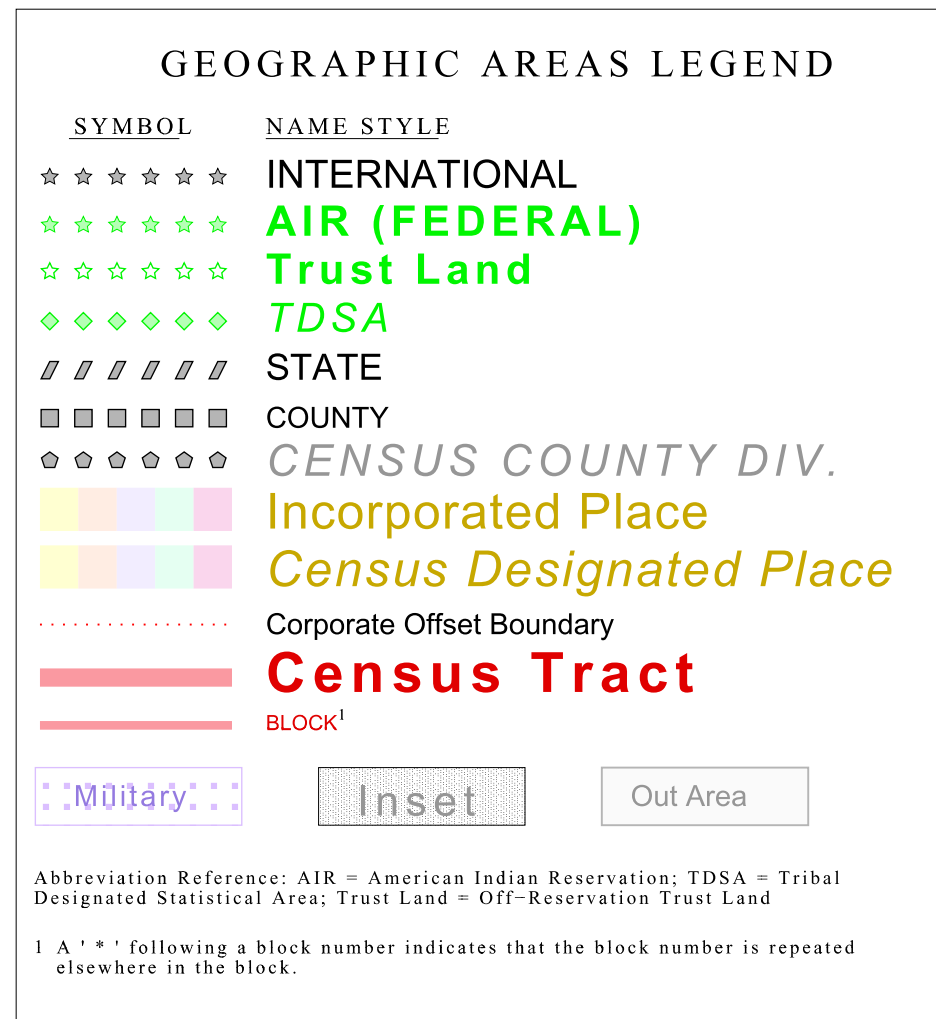 GEOGRAPHIC AREAS LEGEND
SYMBOL NAME STYLE
INTERNATIONAL
AIR (FEDERAL)
Trust Land
TDSA
STATE
COUNTY
CENSUS COUNTY DIV.
Incorporated Place
Census Designated Place
Corporate Offset Boundary
Census Tract
BLOCK¹
Military Inset Out Area
Abbreviation Reference: AIR = American Indian Reservation; TDSA = Tribal
Designated Statistical Area; Trust Land = Off−Reservation Trust Land
1 A ' * ' following a block number indicates that the block number is repeated
elsewhere in the block.